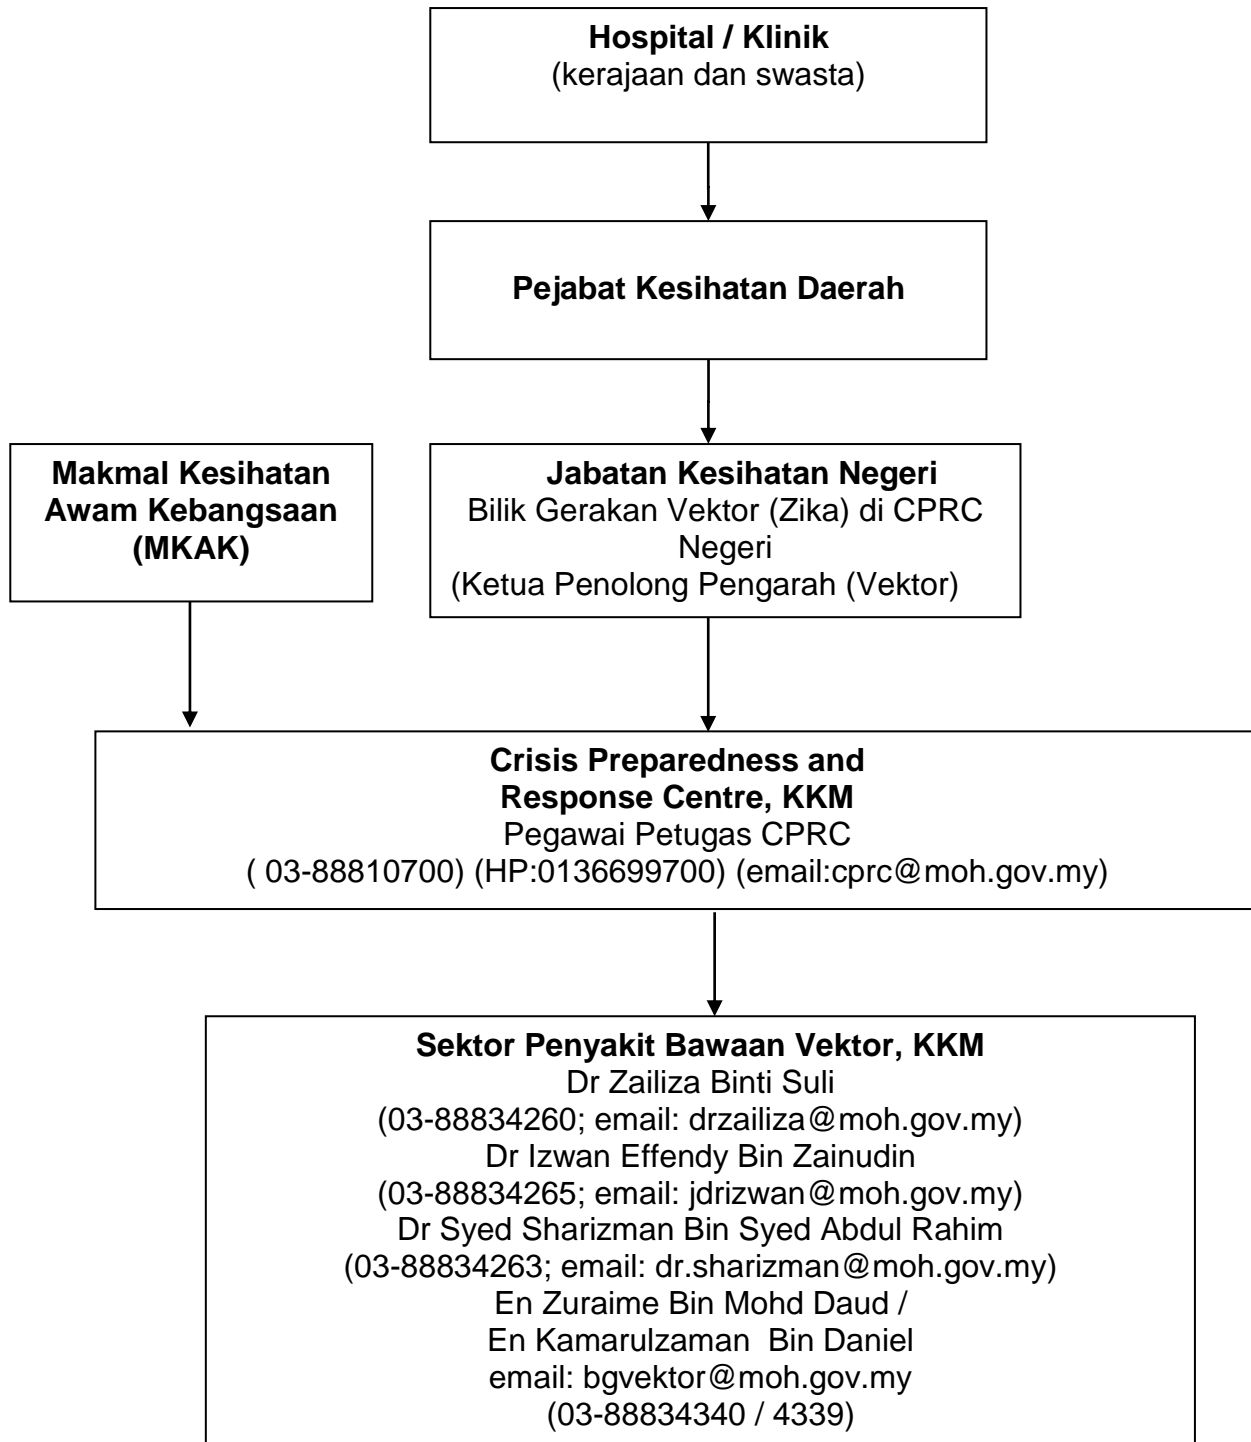 Hospital / Klinik
(kerajaan dan swasta)
Pejabat Kesihatan Daerah
Makmal Kesihatan
Awam Kebangsaan
(MKAK)
Jabatan Kesihatan Negeri
Bilik Gerakan Vektor (Zika) di CPRC
Negeri
(Ketua Penolong Pengarah (Vektor)
Crisis Preparedness and
Response Centre, KKM
Pegawai Petugas CPRC
( 03-88810700) (HP:0136699700) (email:cprc@moh.gov.my)
Sektor Penyakit Bawaan Vektor, KKM
Dr Zailiza Binti Suli
(03-88834260; email: drzailiza@moh.gov.my)
Dr Izwan Effendy Bin Zainudin
(03-88834265; email: jdrizwan@moh.gov.my)
Dr Syed Sharizman Bin Syed Abdul Rahim
(03-88834263; email: dr.sharizman@moh.gov.my)
En Zuraime Bin Mohd Daud /
En Kamarulzaman  Bin Daniel
email: bgvektor@moh.gov.my
(03-88834340 / 4339)